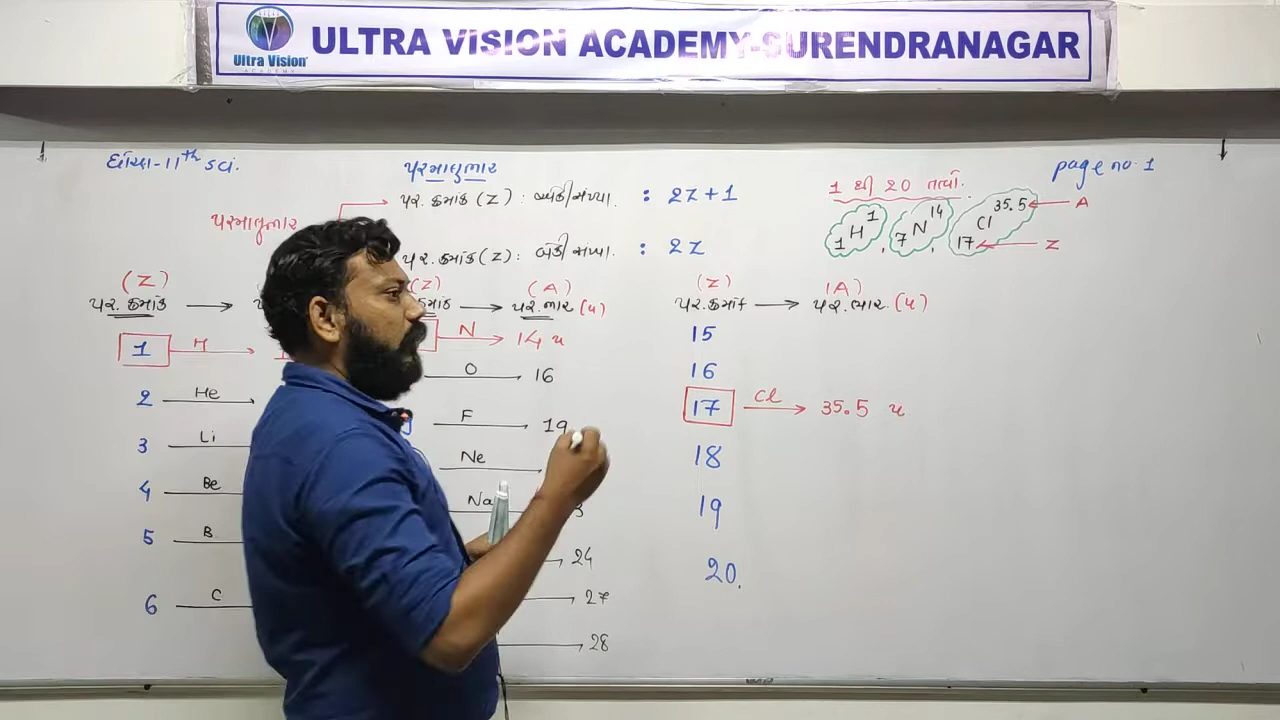 Ultra Vision
ACADEMY
ULTRA VISION ACADEMY-SURENDRANAGAR
ધોરણ-11th sci.
પરમાણુભાર
page no. 1
પરમાણુભાર
પર. ક્રમાંક (Z) : એકી સંખ્યા. : 2Z+1
પર. ક્રમાંક (Z) : બેકી સંખ્યા. : 2Z
1 થી 20 તત્વો.
1 H 1 , 7 N 14 , 17 Cl 35.5
A
Z
(Z)
પર. ક્રમાંક
1 H
2 He
3 Li
4 Be
5 B
6 C
(Z) (A)
પર. ભાર (u)
N 14 u
O 16
F 19
Ne
Na 3
24
27
28
(Z) (A)
પર. ક્રમાંક પર. ભાર (u)
15
16
17 Cl 35.5 u
18
19
20.